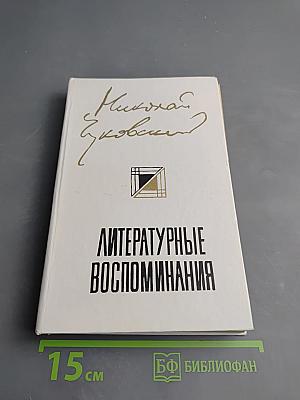 Николай
Чуковский
ЛИТЕРАТУРНЫЕ
ВОСПОМИНАНИЯ
15 см
БФ БИБЛИОФАН